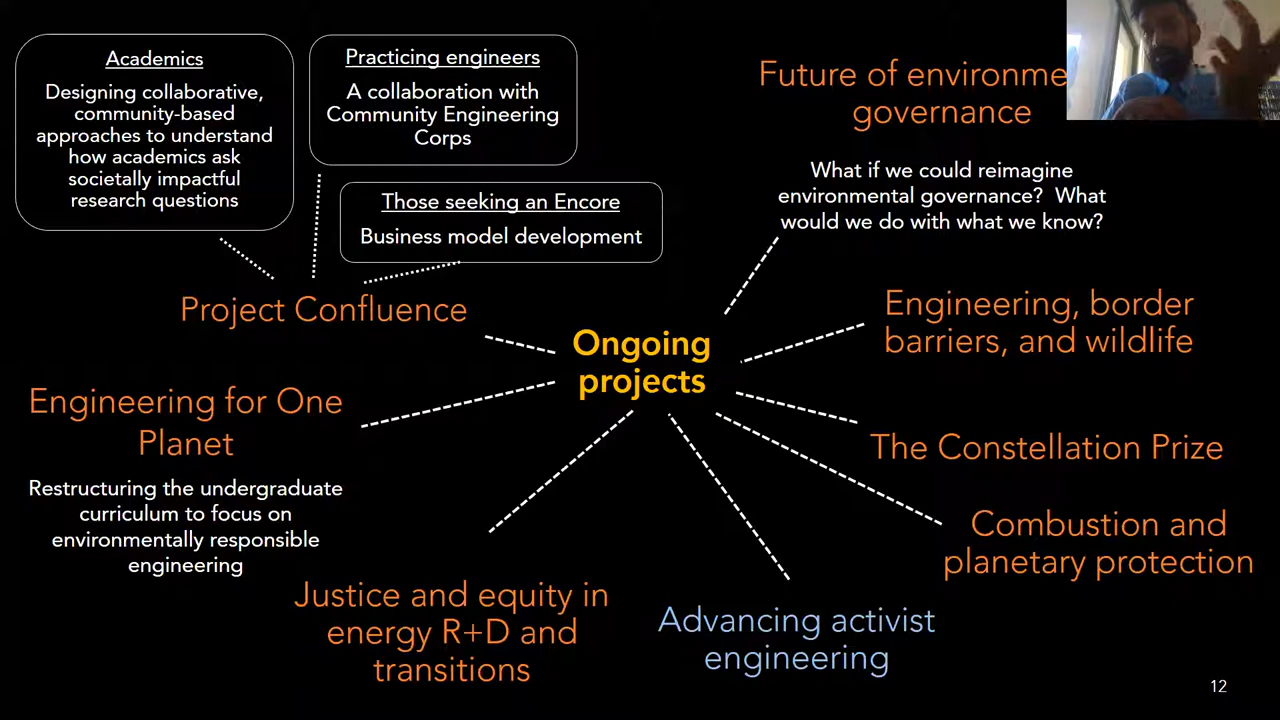 Academics
Designing collaborative,
community-based
approaches to understand
how academics ask
societally impactful
research questions
Practicing engineers
A collaboration with
Community Engineering
Corps
Those seeking an Encore
Business model development
Project Confluence
Future of environme
governance
What if we could reimagine
environmental governance? What
would we do with what we know?
Ongoing
projects
Engineering, border
barriers, and wildlife
Engineering for One
Planet
Restructuring the undergraduate
curriculum to focus on
environmentally responsible
engineering
The Constellation Prize
Combustion and
planetary protection
Justice and equity in
energy R+D and
transitions
Advancing activist
engineering
12